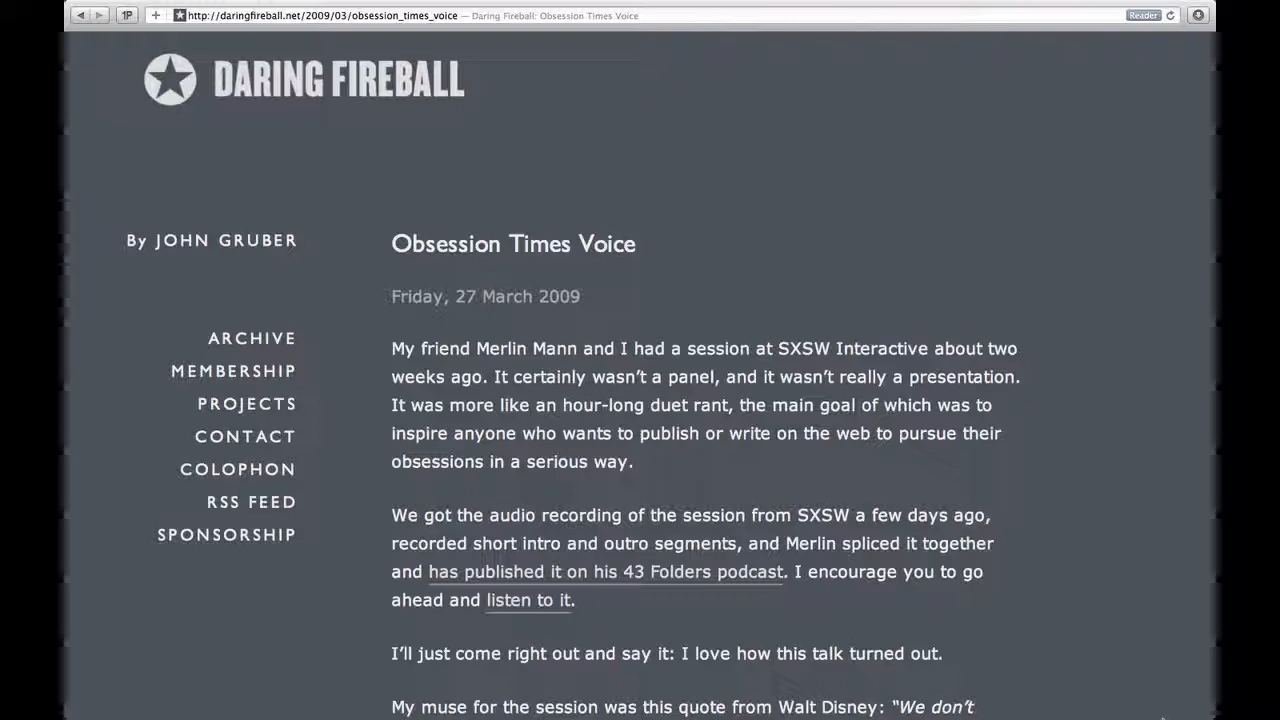 1P
+
http://daringfireball.net/2009/03/obsession_times_voice — Daring Fireball: Obsession Times Voice
Reader
DARING FIREBALL
By JOHN GRUBER
ARCHIVE
MEMBERSHIP
PROJECTS
CONTACT
COLOPHON
RSS FEED
SPONSORSHIP
Obsession Times Voice
Friday, 27 March 2009
My friend Merlin Mann and I had a session at SXSW Interactive about two
weeks ago. It certainly wasn’t a panel, and it wasn’t really a presentation.
It was more like an hour-long duet rant, the main goal of which was to
inspire anyone who wants to publish or write on the web to pursue their
obsessions in a serious way.
We got the audio recording of the session from SXSW a few days ago,
recorded short intro and outro segments, and Merlin spliced it together
and has published it on his 43 Folders podcast. I encourage you to go
ahead and listen to it.
I’ll just come right out and say it: I love how this talk turned out.
My muse for the session was this quote from Walt Disney: “We don’t